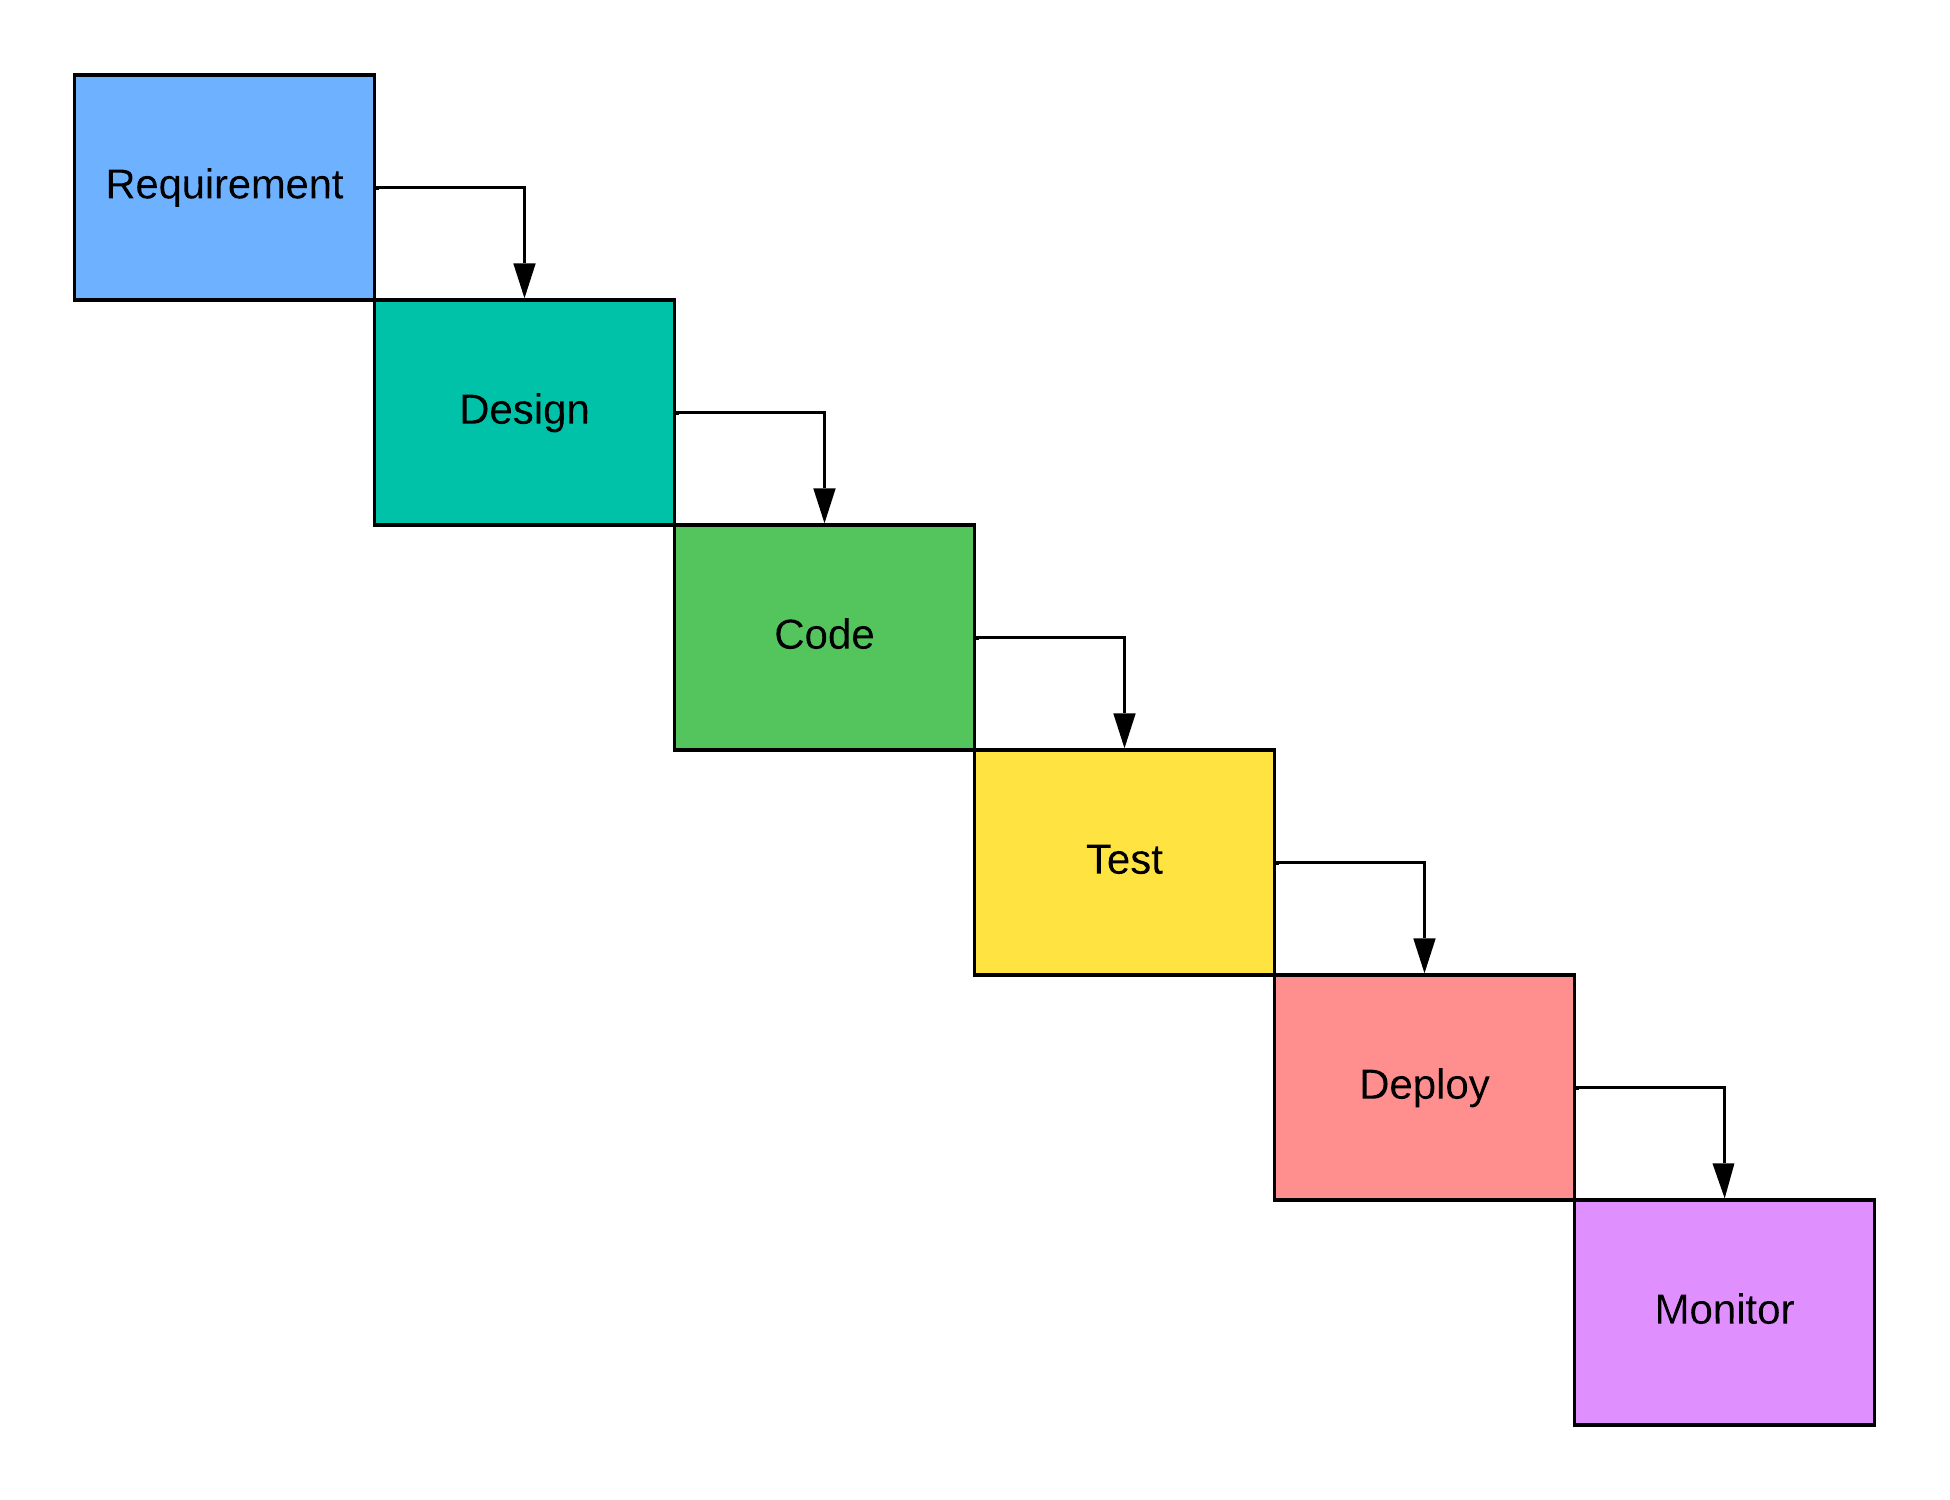 Requirement
Design
Code
Test
Deploy
Monitor